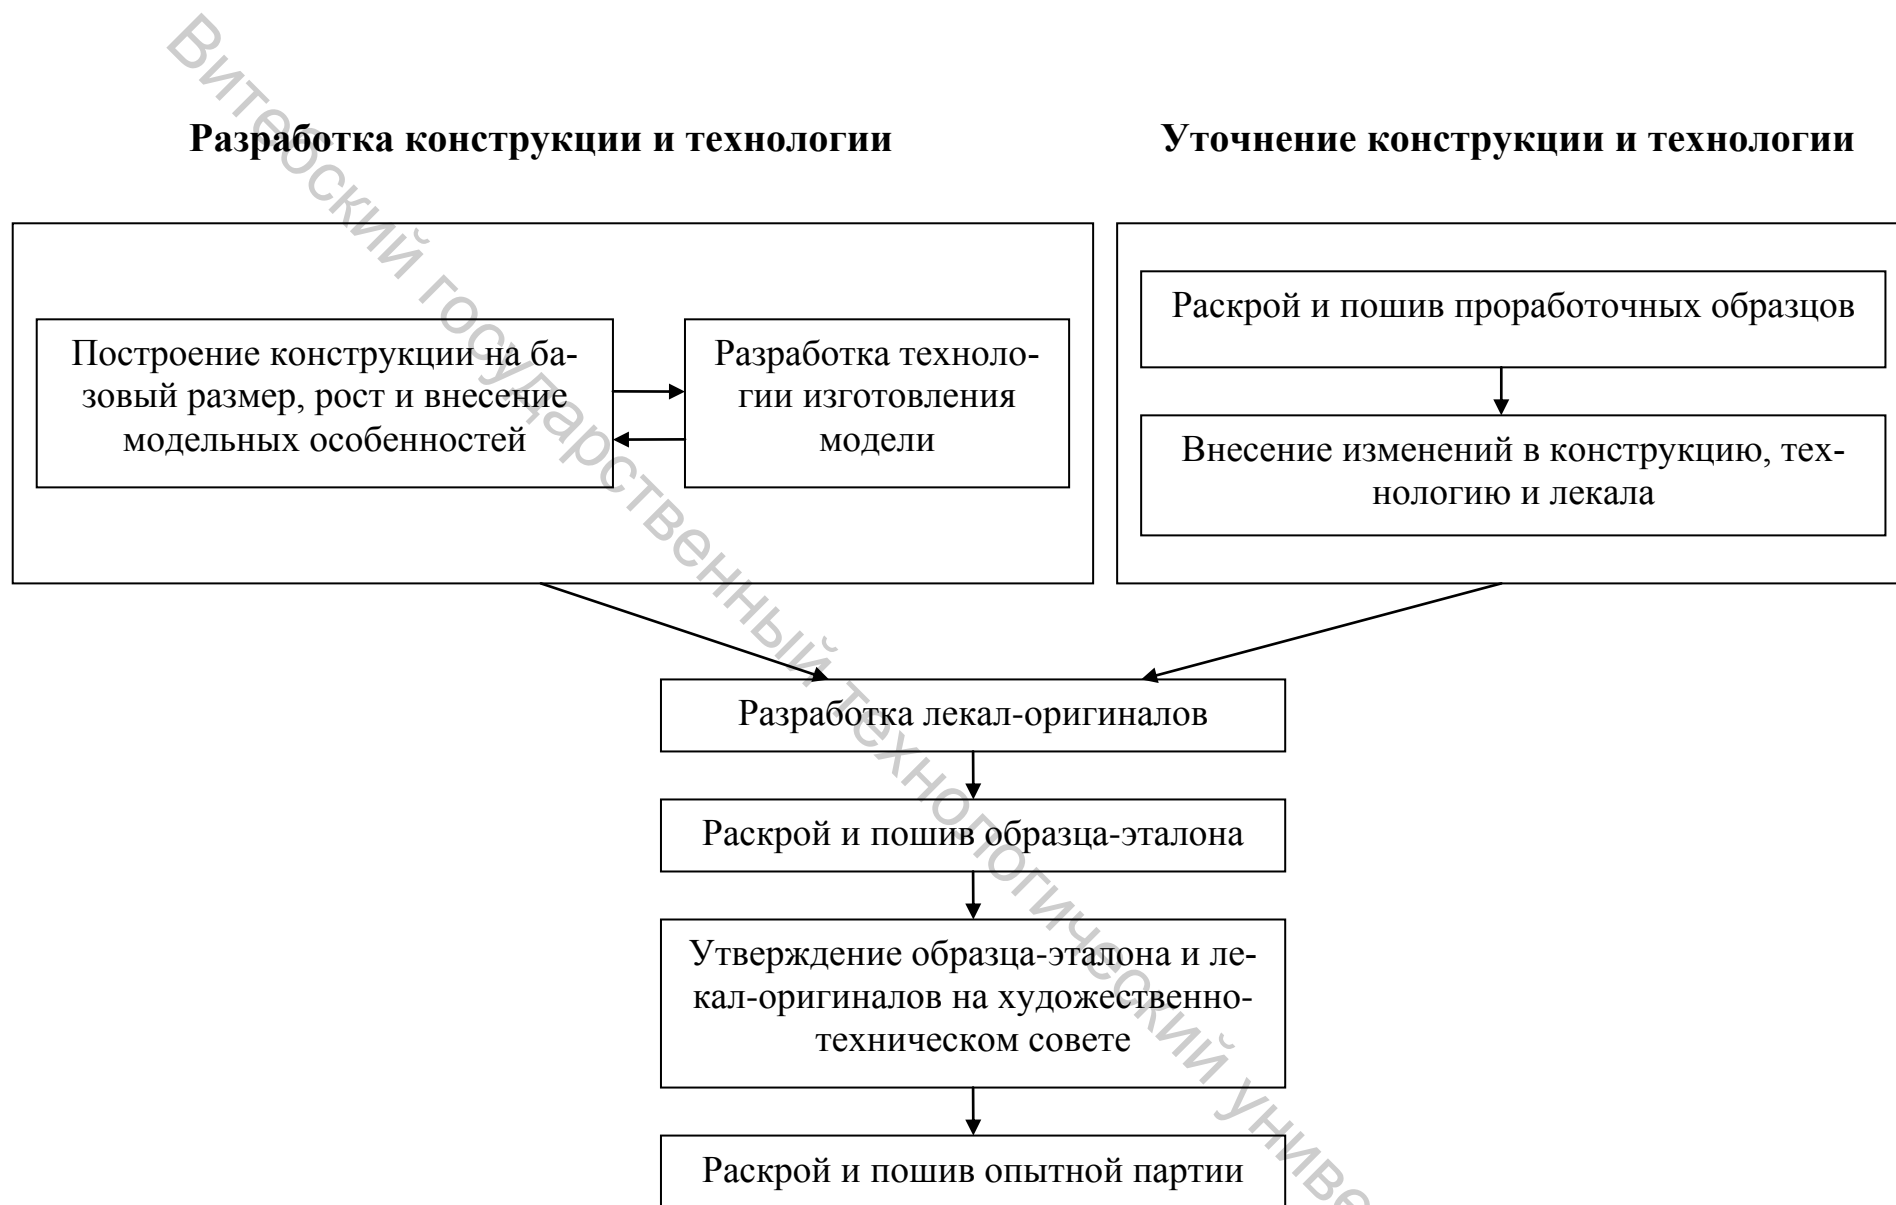 Разработка конструкции и технологии
Уточнение конструкции и технологии
Построение конструкции на ба-
зовый размер, рост и внесение
модельных особенностей
Разработка техноло-
гии изготовления
модели
Раскрой и пошив проработочных образцов
Внесение изменений в конструкцию, тех-
нологию и лекала
Разработка лекал-оригиналов
Раскрой и пошив образца-эталона
Утверждение образца-эталона и ле-
кал-оригиналов на художественно-
техническом совете
Раскрой и пошив опытной партии
Витебский государственный технологический униве